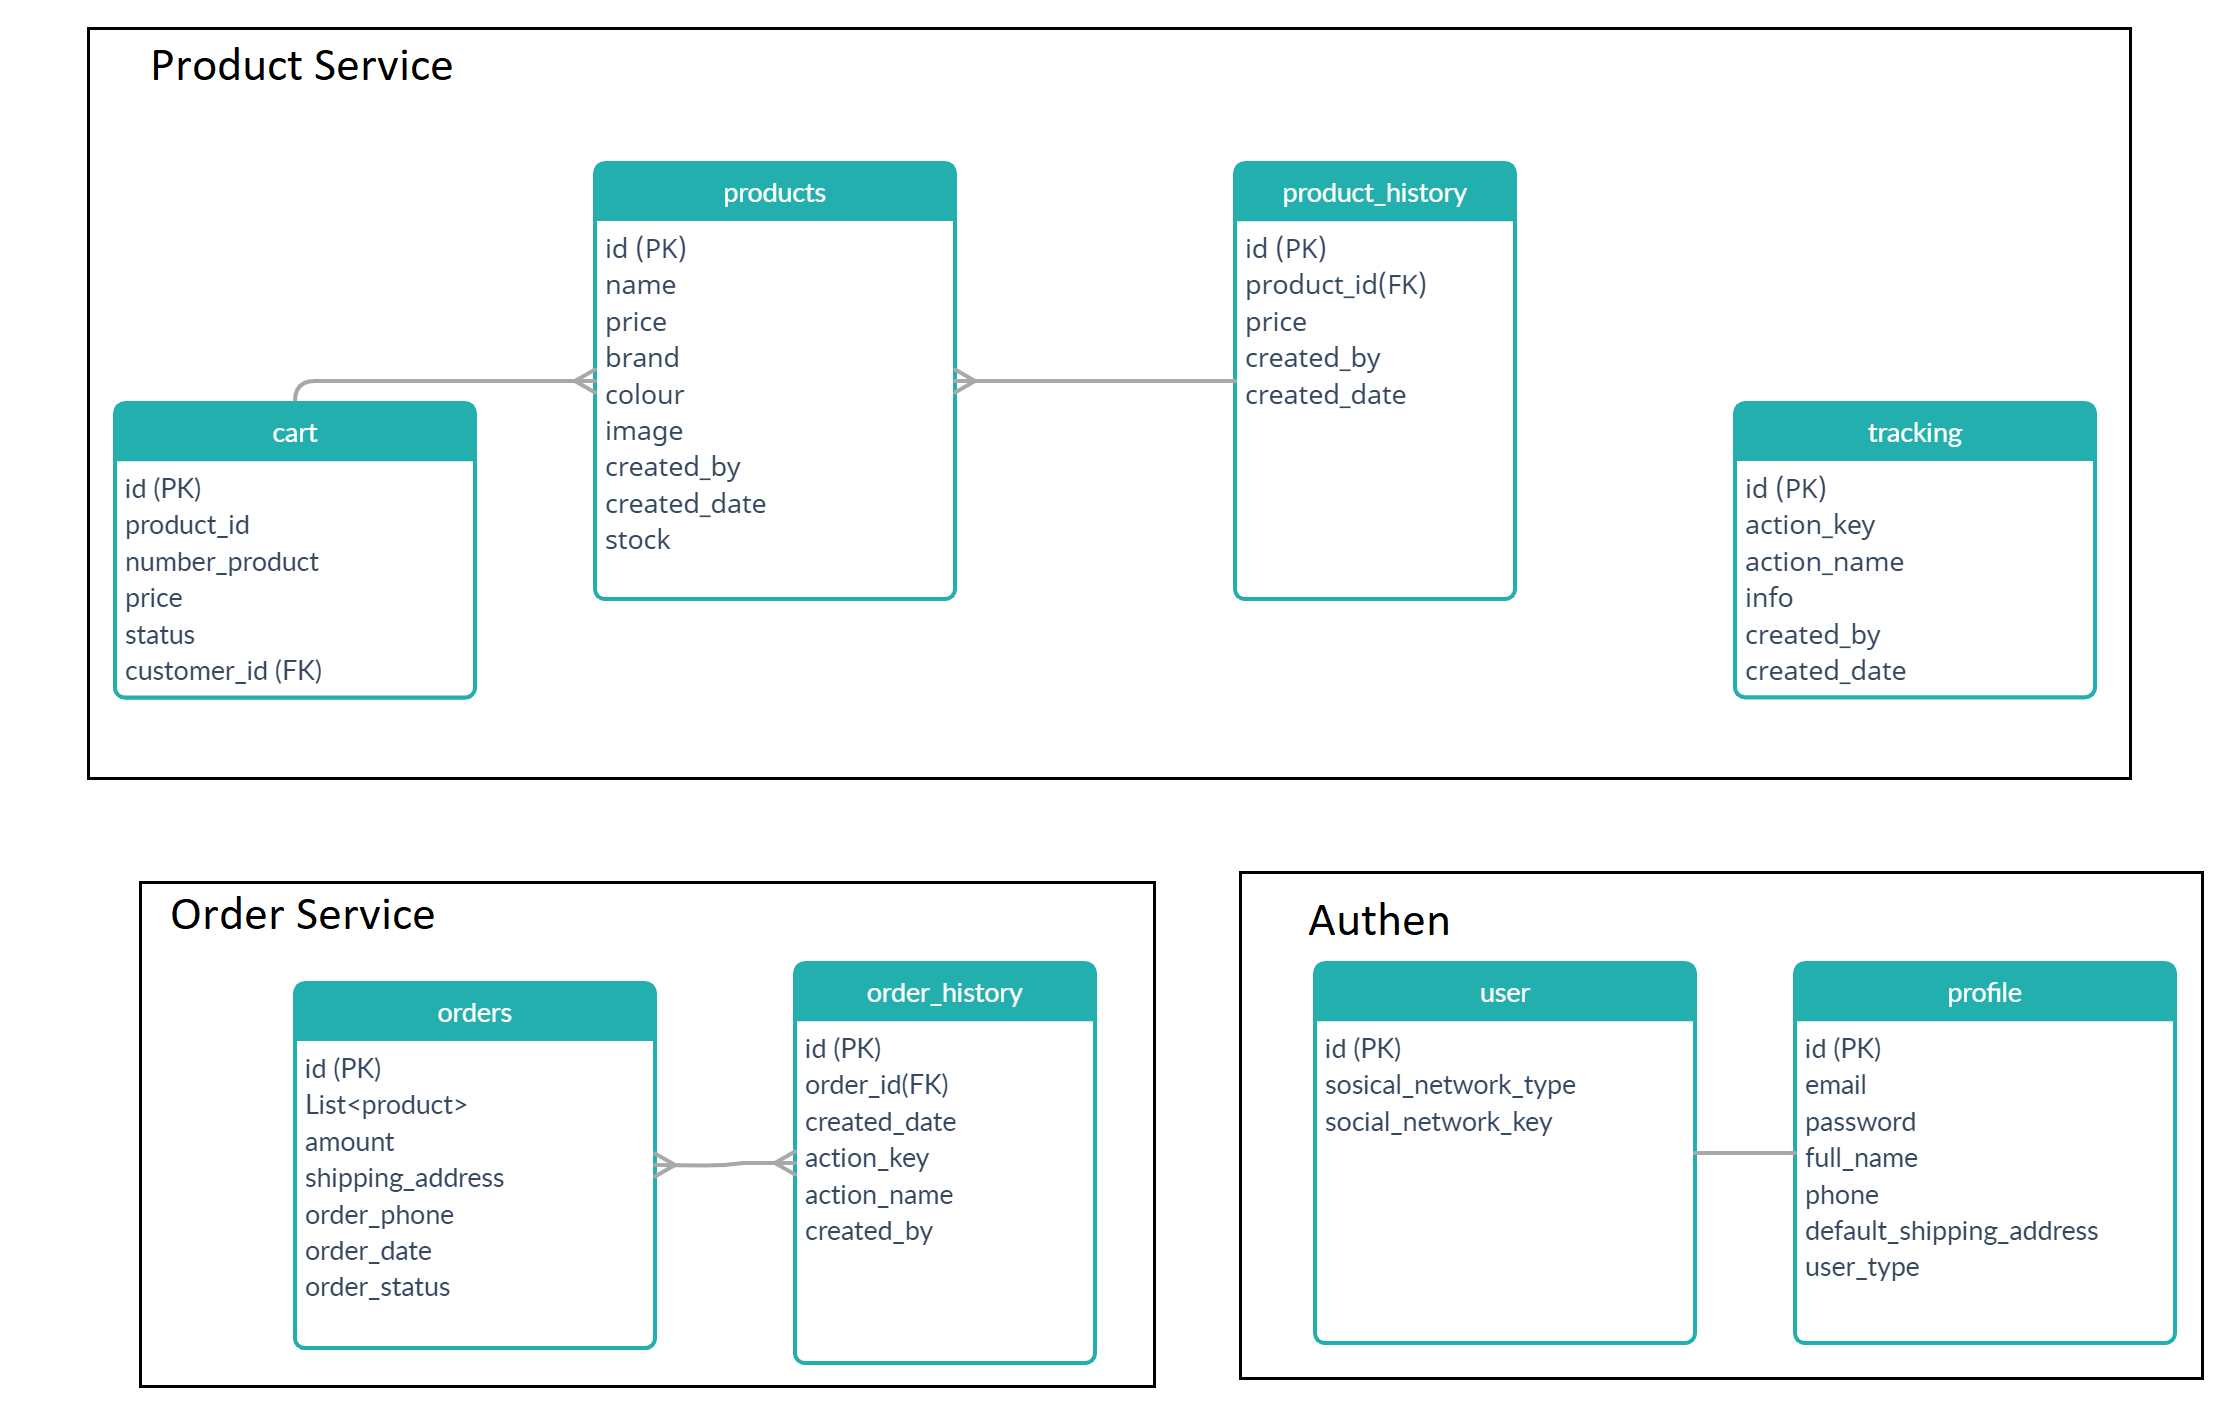 Product Service
products
id (PK)
name
price
brand
colour
image
created_by
created_date
stock
product_history
id (PK)
product_id(FK)
price
created_by
created_date
cart
id (PK)
product_id
number_product
price
status
customer_id (FK)
tracking
id (PK)
action_key
action_name
info
created_by
created_date
Order Service
orders
id (PK)
List<product>
amount
shipping_address
order_phone
order_date
order_status
order_history
id (PK)
order_id(FK)
created_date
action_key
action_name
created_by
Authen
user
id (PK)
sosical_network_type
social_network_key
profile
id (PK)
email
password
full_name
phone
default_shipping_address
user_type